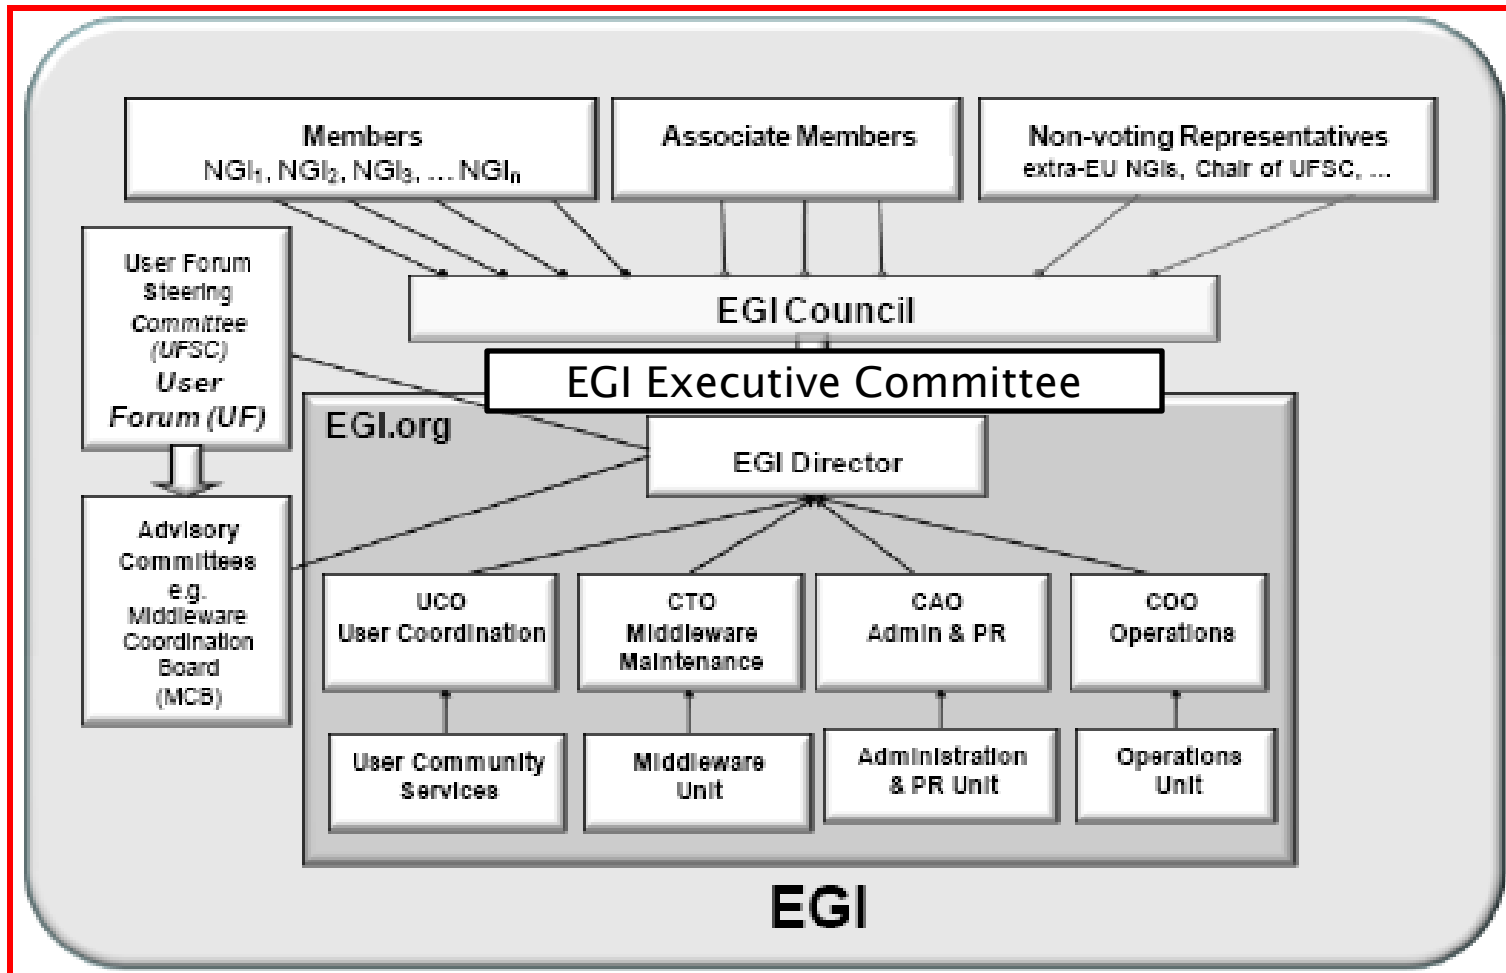 Members
NGI₁, NGI₂, NGI₃, ... NGIₙ
Associate Members
Non-voting Representatives
extra-EU NGIs, Chair of UFSC, ...
User Forum
Steering
Committee
(UFSC)
User
Forum (UF)
EGI Council
EGI Executive Committee
EGI.org
EGI Director
Advisory
Committees
e.g.
Middleware
Coordination
Board
(MCB)
UCO
User Coordination
CTO
Middleware
Maintenance
CAO
Admin & PR
COO
Operations
User Community
Services
Middleware
Unit
Administration
& PR Unit
Operations
Unit
EGI